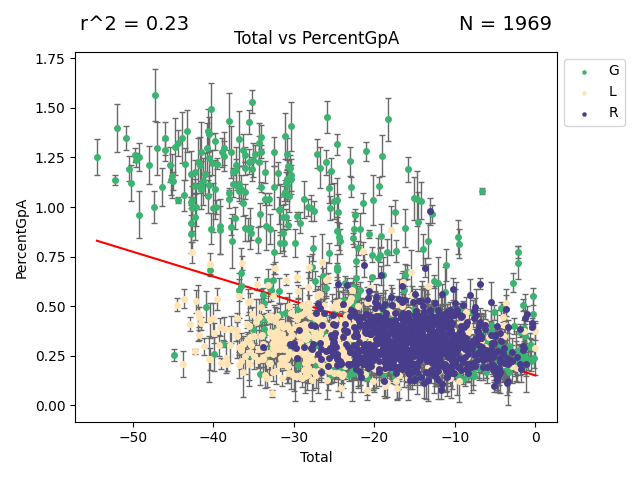 r^2 = 0.23
N = 1969
Total vs PercentGpA
PercentGpA
1.75
1.50
1.25
1.00
0.75
0.50
0.25
0.00
−50
−40
−30
−20
−10
0
Total
G
L
R